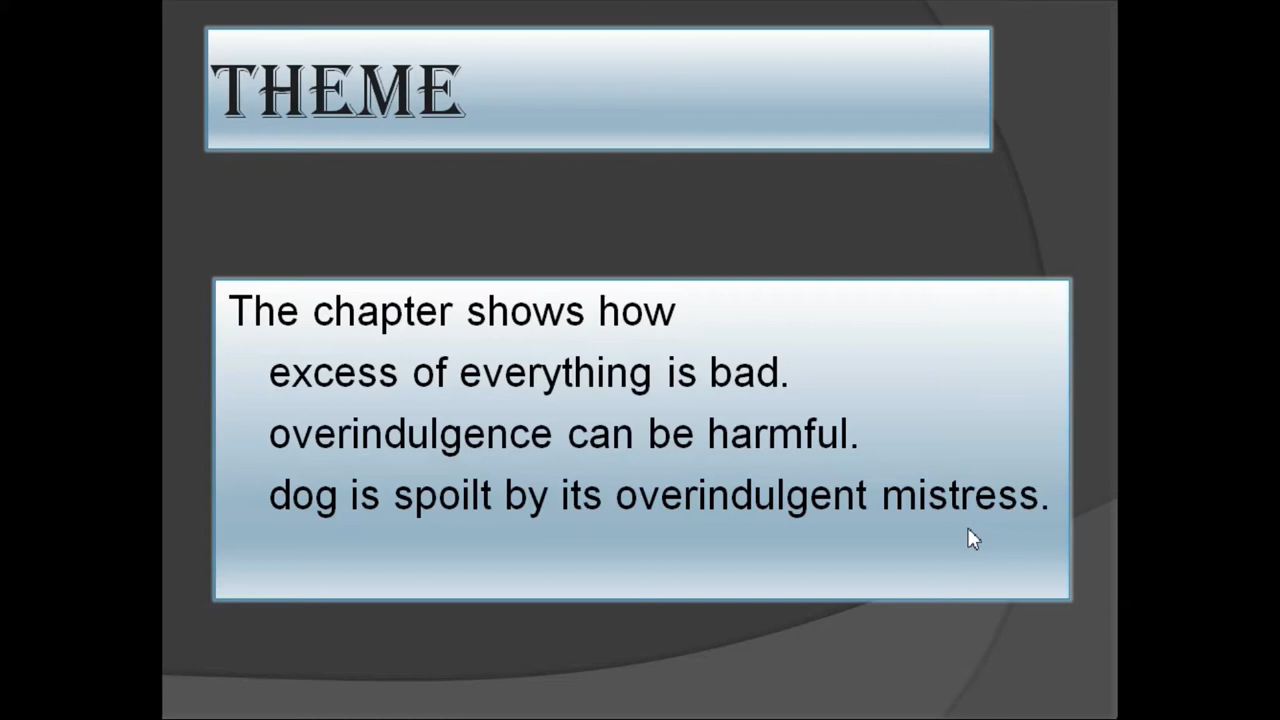 THEME
The chapter shows how
excess of everything is bad.
overindulgence can be harmful.
dog is spoilt by its overindulgent mistress.